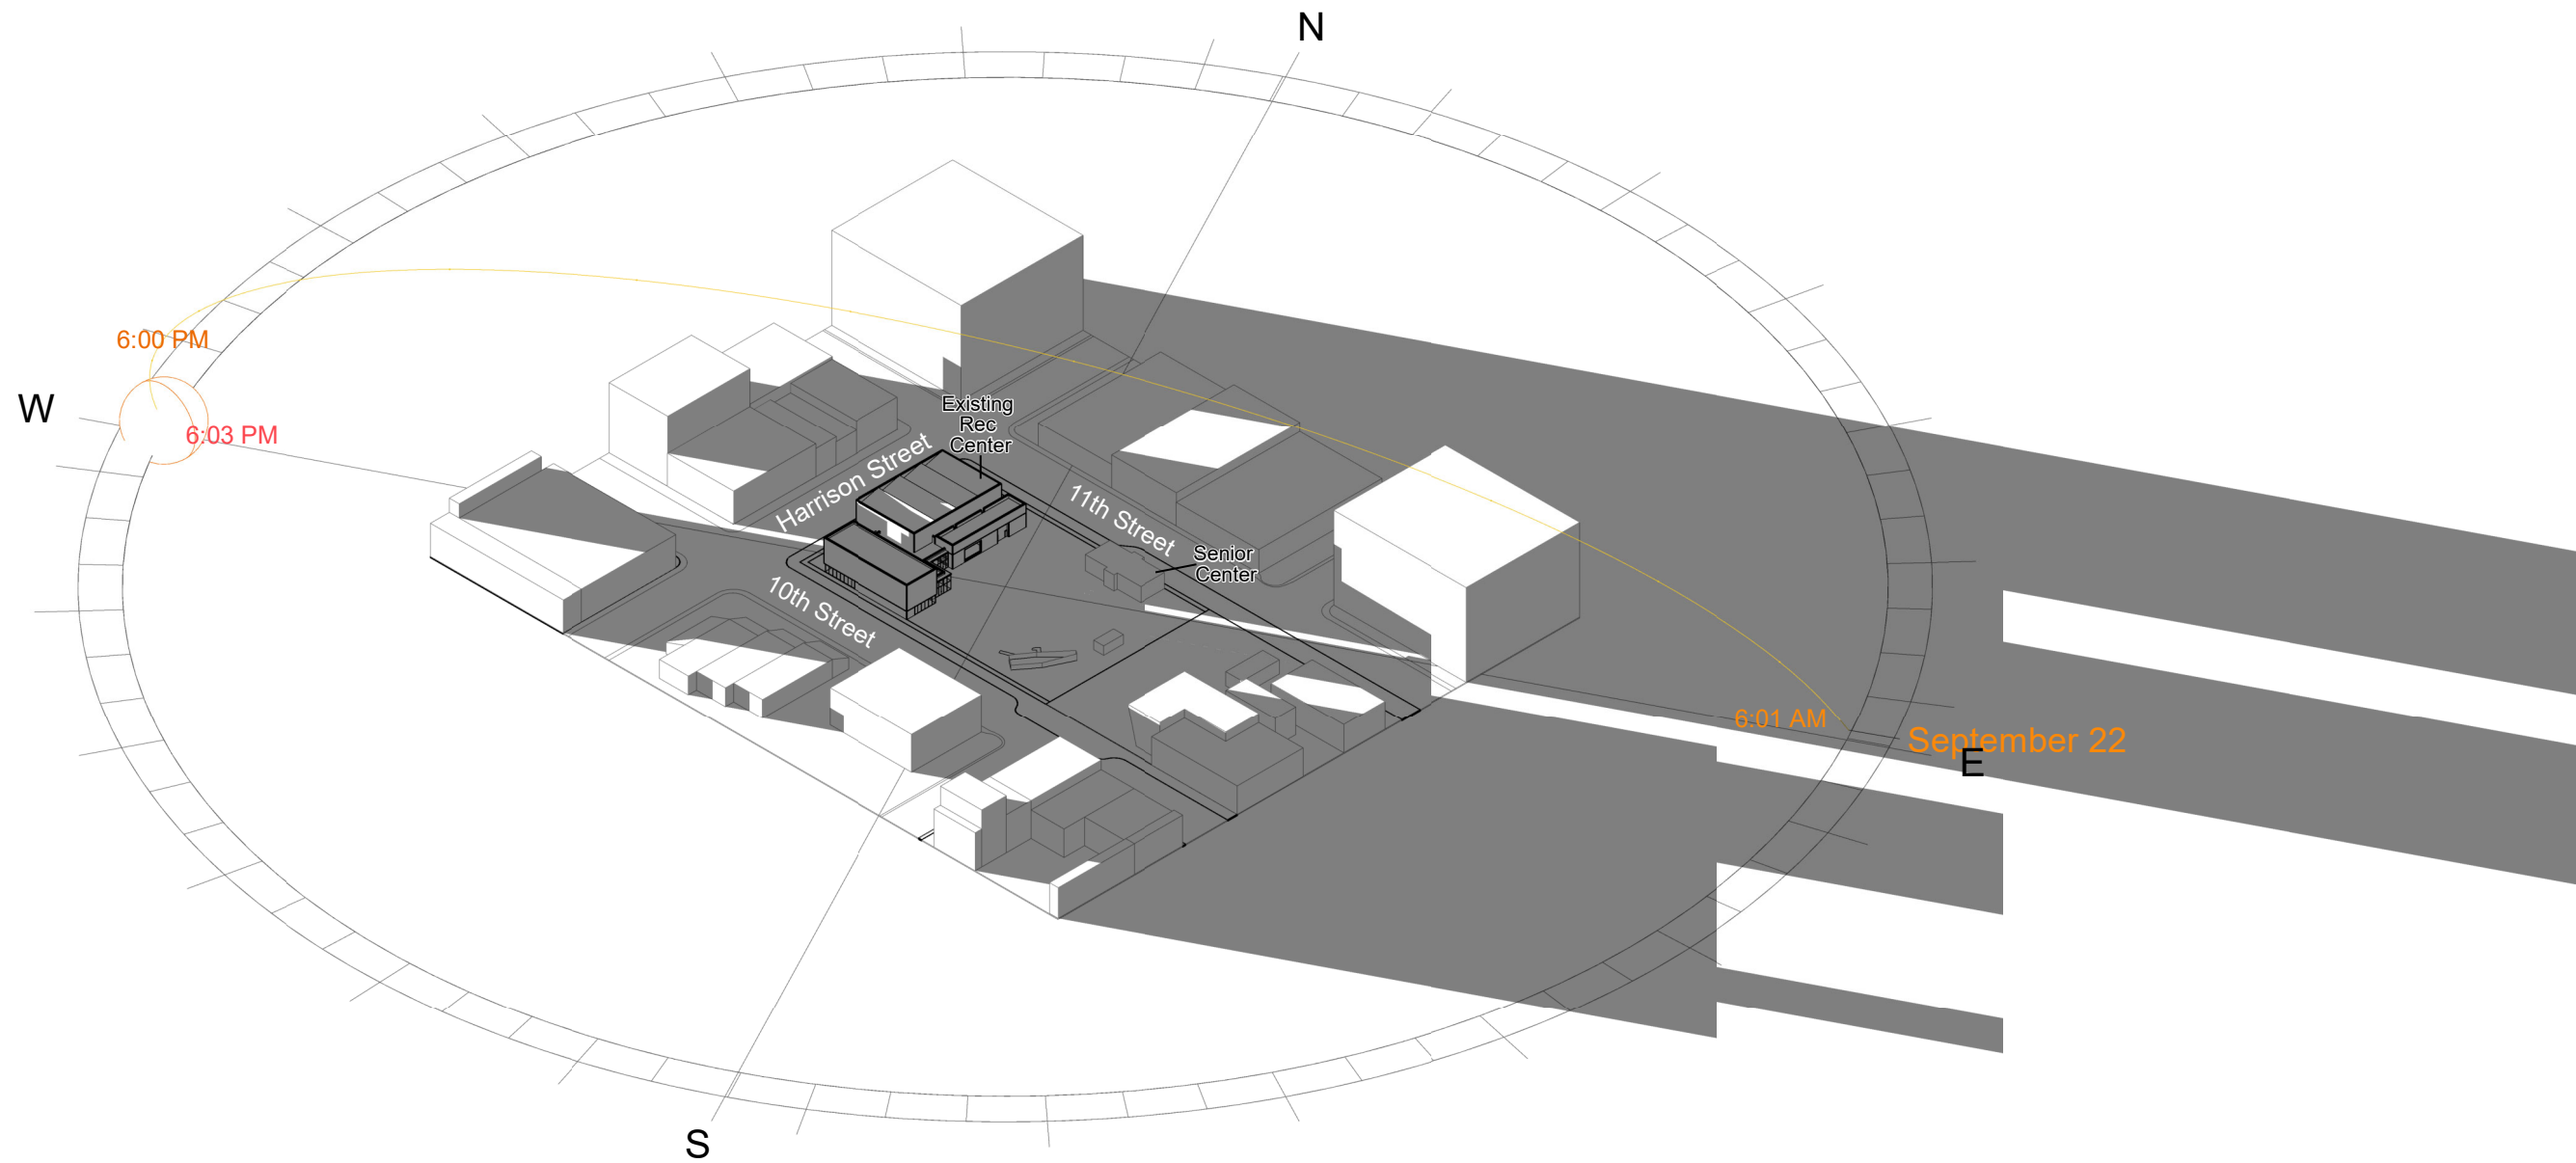 N
6:00 PM
W
6:03 PM
Existing
Rec
Center
Harrison Street
11th Street
Senior
Center
10th Street
6:01 AM
September 22
E
S